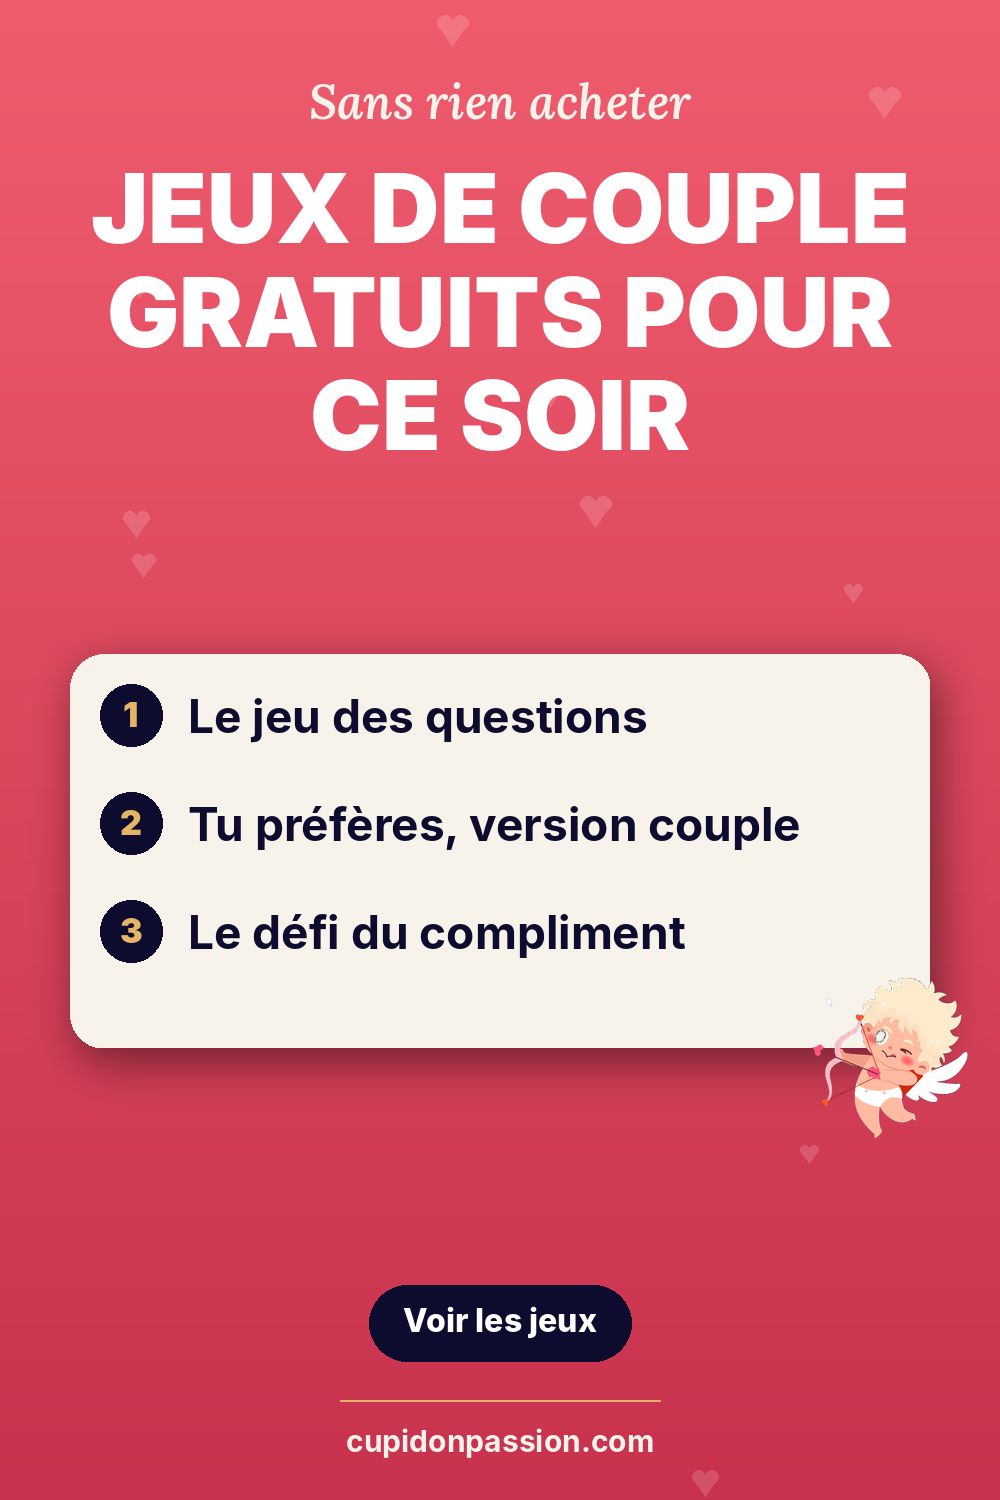 Sans rien acheter
JEUX DE COUPLE
GRATUITS POUR
CE SOIR
1 Le jeu des questions
2 Tu préfères, version couple
3 Le défi du compliment
Voir les jeux
cupidonpassion.com